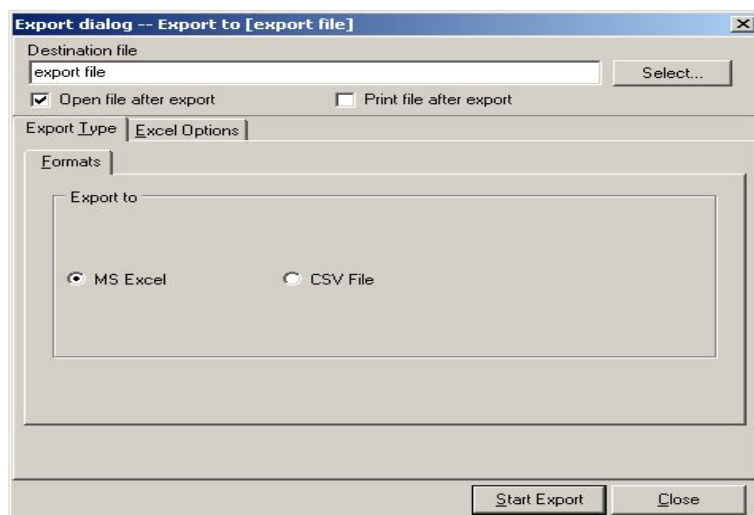 Export dialog -- Export to [export file]
Destination file
export file
Select...
Open file after export Print file after export
Export Type Excel Options
Formats
Export to
MS Excel CSV File
Start Export Close